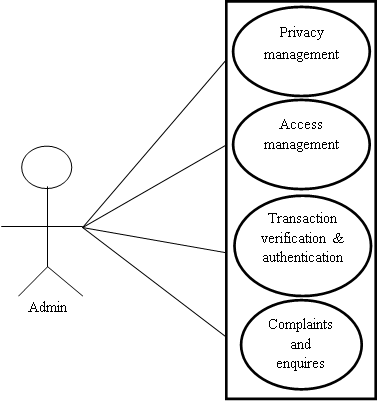 Privacy
management
Access
management
Transaction
verification &
authentication
Admin
Complaints
and
enquires